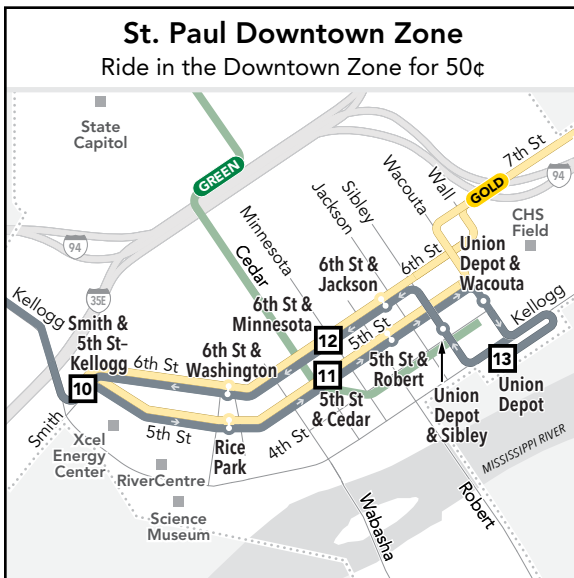 St. Paul Downtown Zone
Ride in the Downtown Zone for 50¢
State
Capitol
GREEN
7th St
94
GOLD
Wall
Wacouta
Sibley
Jackson
Minnesota
Cedar
CHS
Field
94
35E
Kellogg
6th St &
Jackson
6th St
Union
Depot &
Wacouta
Kellogg
6th St &
Minnesota
12
5th St
Smith &
5th St–
Kellogg
10
6th St
6th St &
Washington
11
5th St
& Cedar
5th St &
Robert
13
Union
Depot
Union
Depot
& Sibley
Smith
5th St
Rice
Park
4th St
Xcel
Energy
Center
RiverCentre
Science
Museum
Wabasha
Robert
MISSISSIPPI RIVER